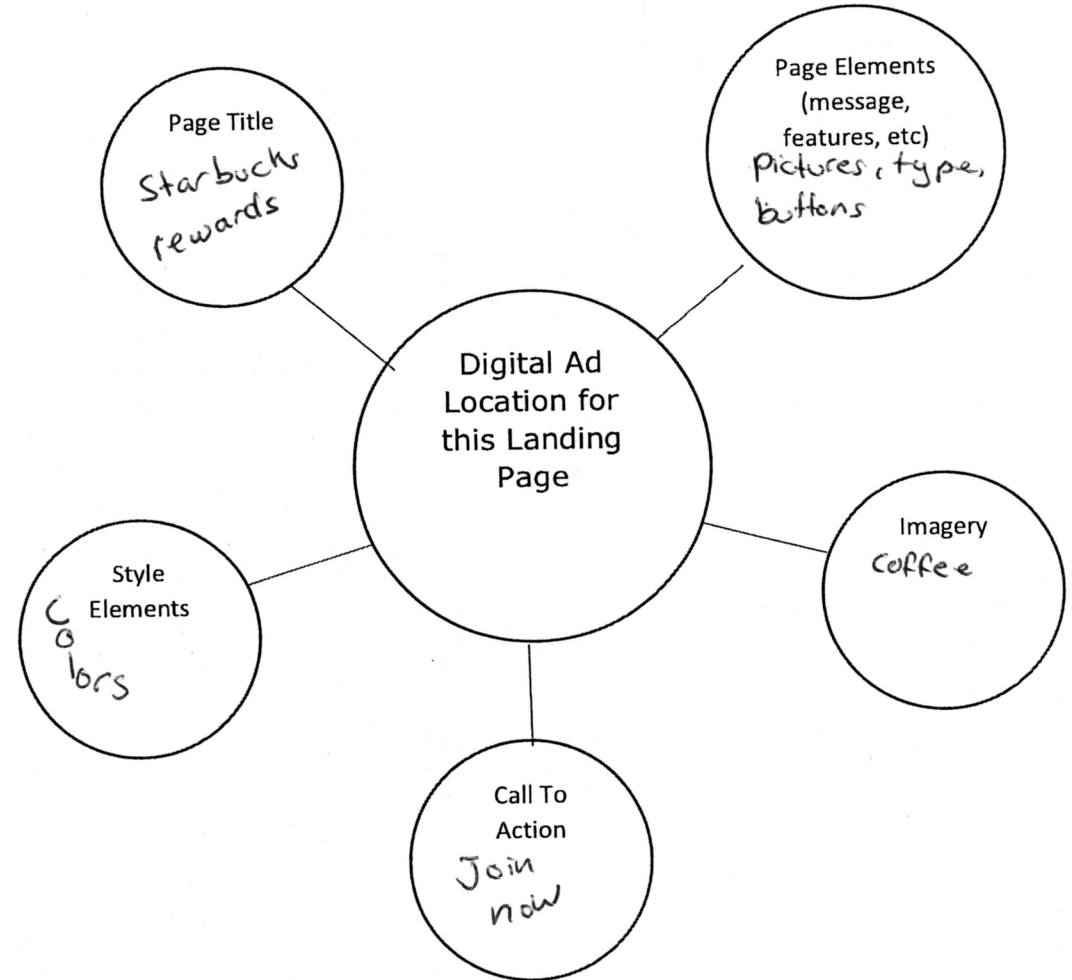 Page Title
Starbucks
rewards
Page Elements
(message,
features, etc)
Pictures, type,
buttons
Digital Ad
Location for
this Landing
Page
Imagery
Coffee
Style
Elements
Colors
Call To
Action
Join
now